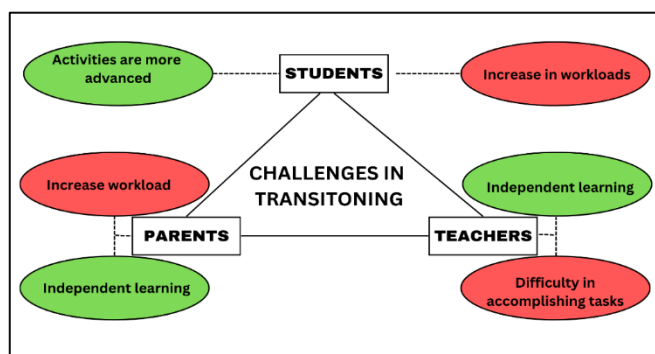 Activities are more
advanced
STUDENTS
Increase in workloads
Increase workload
CHALLENGES IN
TRANSITONING
Independent learning
PARENTS
TEACHERS
Independent learning
Difficulty in
accomplishing tasks